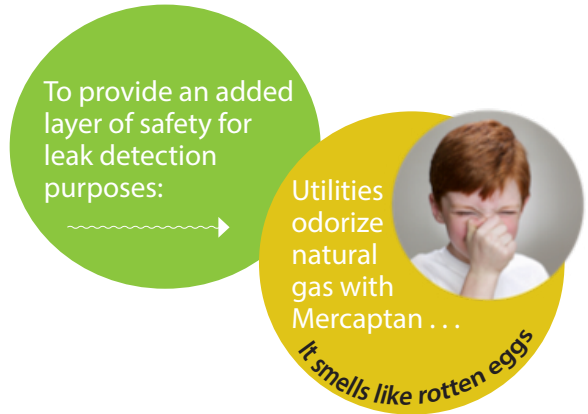 To provide an added
layer of safety for
leak detection
purposes:
Utilities
odorize
natural
gas with
Mercaptan . . .
It smells like rotten eggs